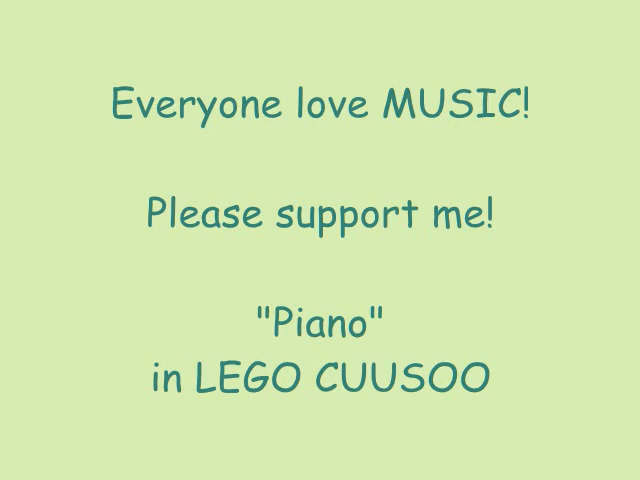 Everyone love MUSIC!
Please support me!
"Piano"
in LEGO CUUSOO